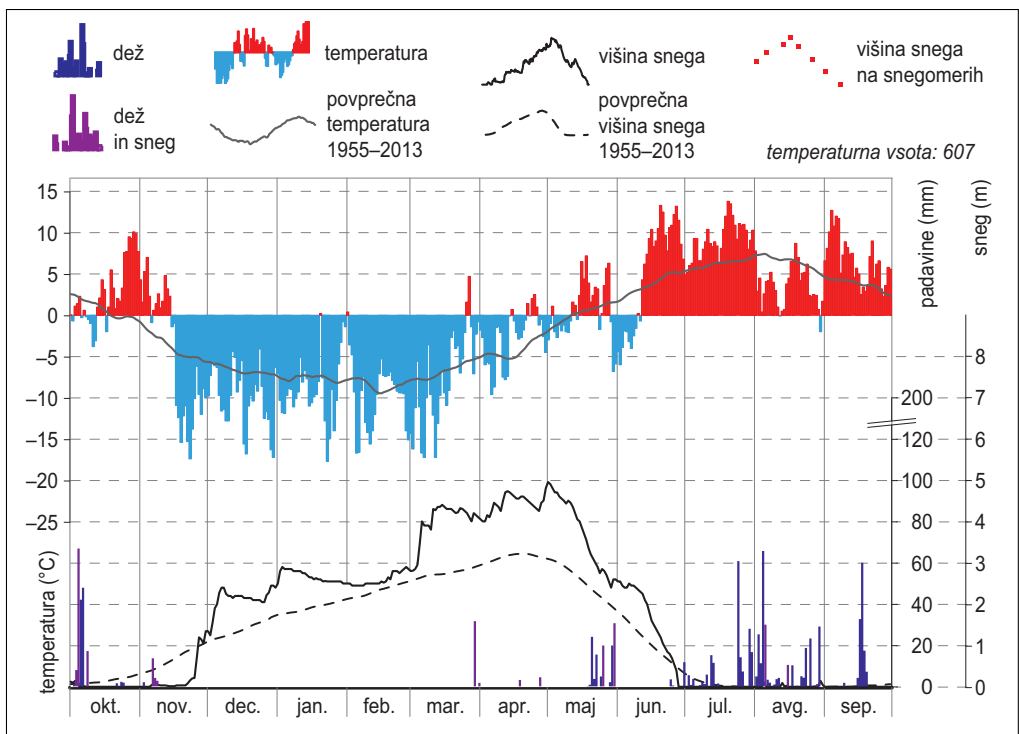 dež
temperatura
višina snega
višina snega
na snegomerih
dež
in sneg
povprečna
temperatura
1955–2013
povprečna
višina snega
1955–2013
temperaturna vsota: 607
temperatura (°C)
15
10
5
0
–5
–10
–15
–20
–25
padavine (mm)
200
120
100
80
60
40
20
0
sneg (m)
8
7
6
5
4
3
2
1
0
okt. nov. dec. jan. feb. mar. apr. maj jun. jul. avg. sep.